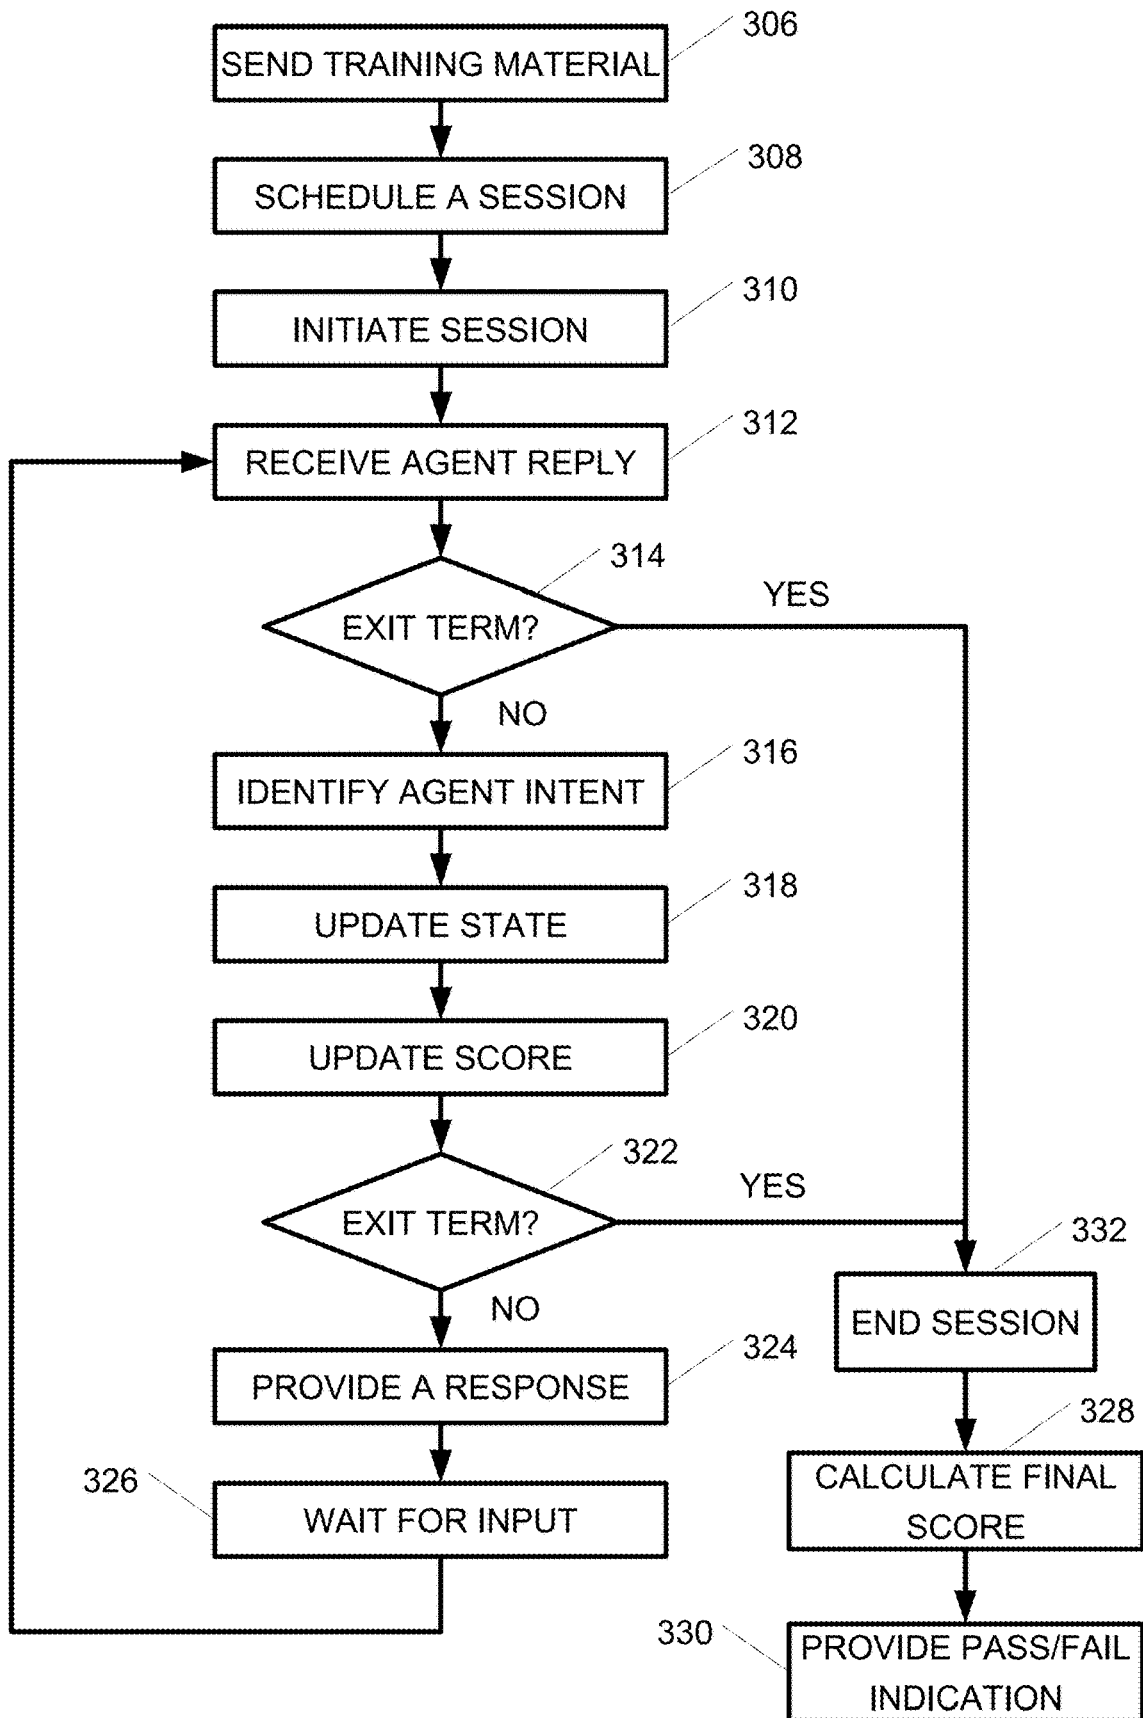 306
SEND TRAINING MATERIAL
308
SCHEDULE A SESSION
310
INITIATE SESSION
312
RECEIVE AGENT REPLY
314
EXIT TERM?
YES
NO
316
IDENTIFY AGENT INTENT
318
UPDATE STATE
320
UPDATE SCORE
322
EXIT TERM?
YES
NO
332
END SESSION
324
PROVIDE A RESPONSE
328
CALCULATE FINAL
SCORE
326
WAIT FOR INPUT
330
PROVIDE PASS/FAIL
INDICATION